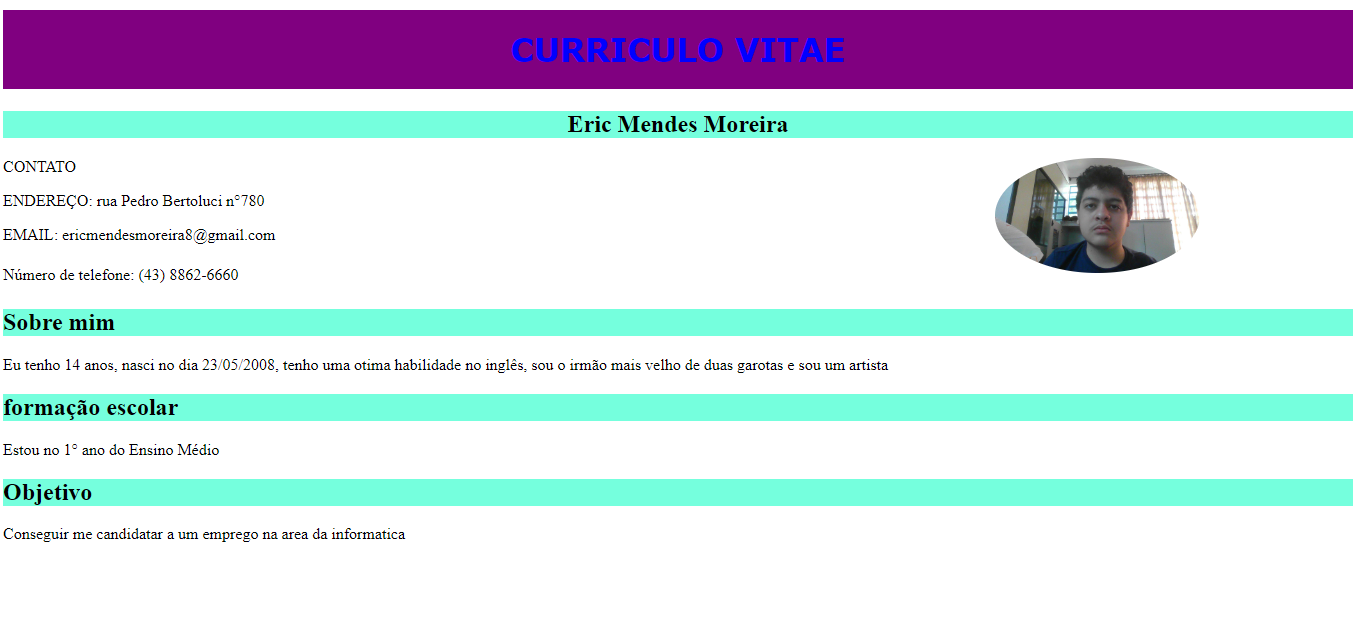 CURRICULO VITAE
Eric Mendes Moreira
CONTATO
ENDEREÇO: rua Pedro Bertoluci n°780
EMAIL: ericmendesmoreira8@gmail.com
Número de telefone: (43) 8862-6660
Sobre mim
Eu tenho 14 anos, nasci no dia 23/05/2008, tenho uma otima habilidade no inglês, sou o irmão mais velho de duas garotas e sou um artista
formação escolar
Estou no 1° ano do Ensino Médio
Objetivo
Conseguir me candidatar a um emprego na area da informatica